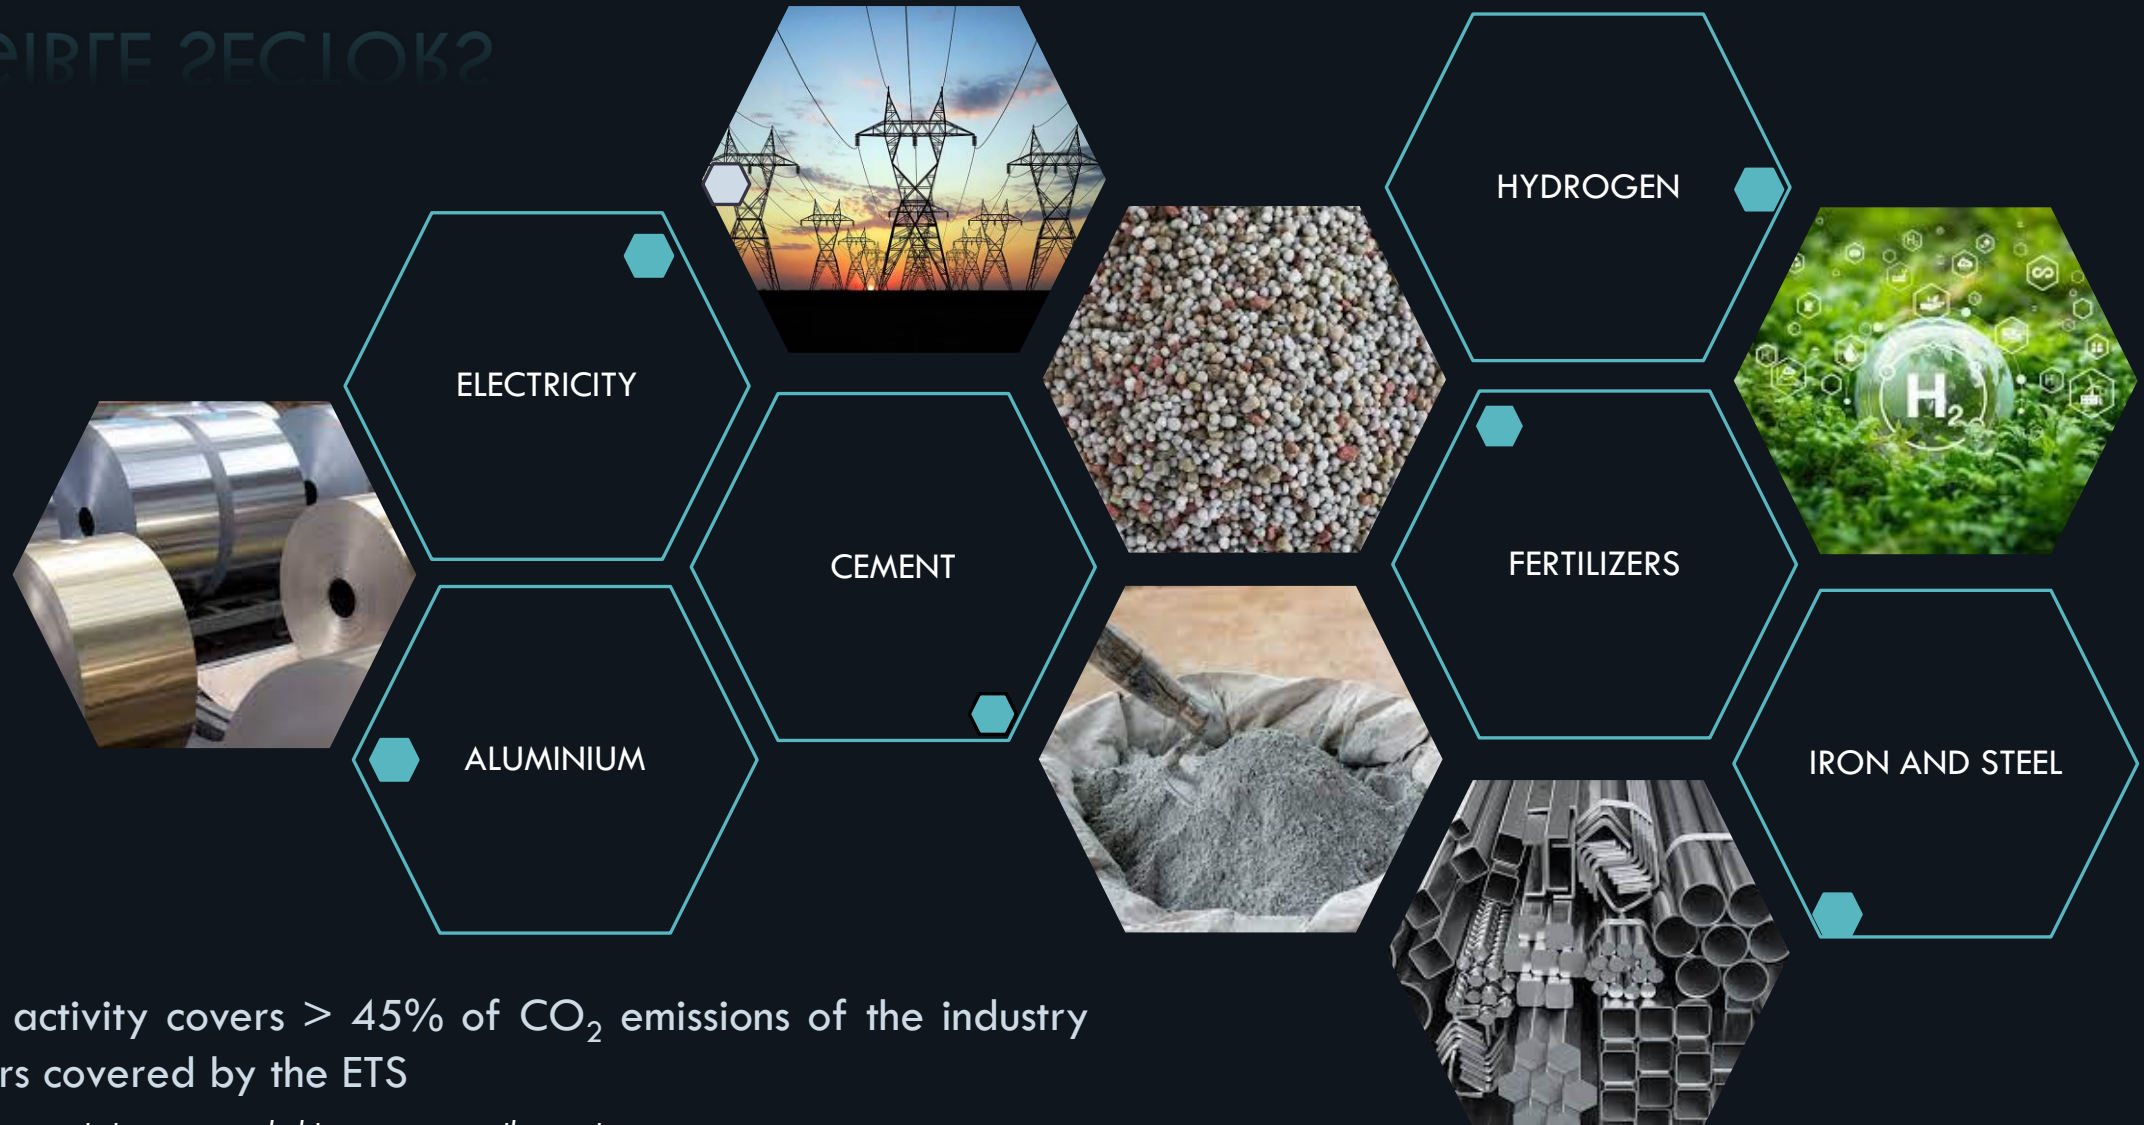 HYDROGEN
ELECTRICITY
H₂
CEMENT
FERTILIZERS
ALUMINIUM
IRON AND STEEL
activity covers > 45% of CO₂ emissions of the industry
covered by the ETS